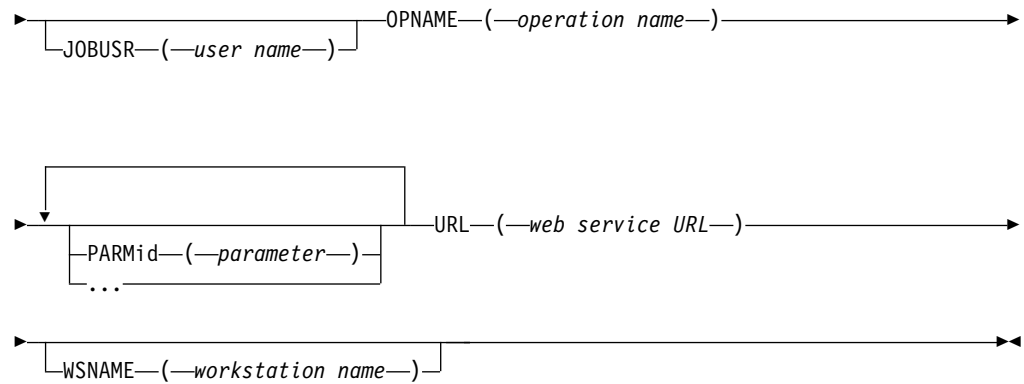 OPNAME ( operation name )
JOBUSR ( user name )
URL ( web service URL )
PARMid ( parameter )
...
WSNAME ( workstation name )